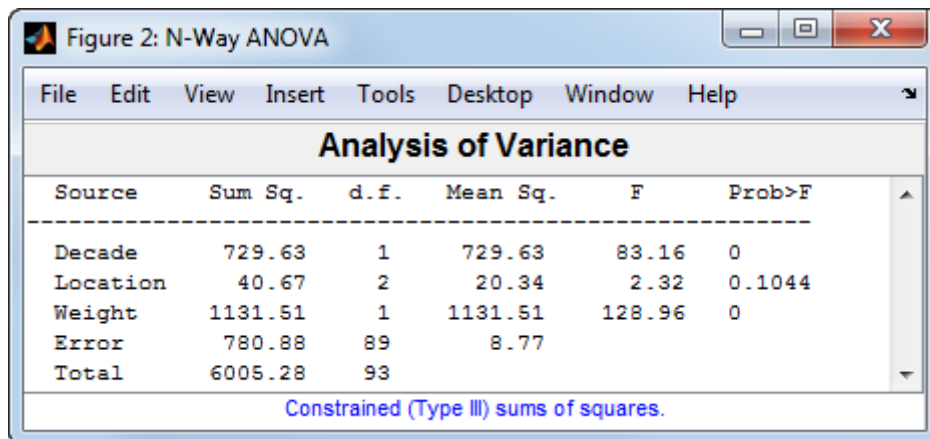 Figure 2: N-Way ANOVA
File Edit View Insert Tools Desktop Window Help
Analysis of Variance
Source Sum Sq. d.f. Mean Sq. F Prob>F
Decade 729.63 1 729.63 83.16 0
Location 40.67 2 20.34 2.32 0.1044
Weight 1131.51 1 1131.51 128.96 0
Error 780.88 89 8.77
Total 6005.28 93
Constrained (Type III) sums of squares.